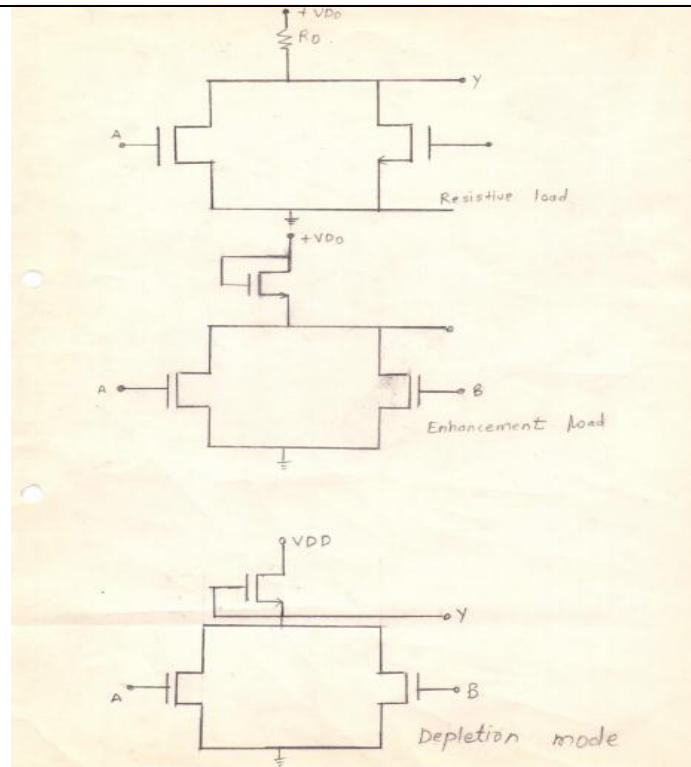 + VDD
RD
Y
A
Resistive load
+VDD
A
B
Enhancement load
VDD
Y
A
B
Depletion mode